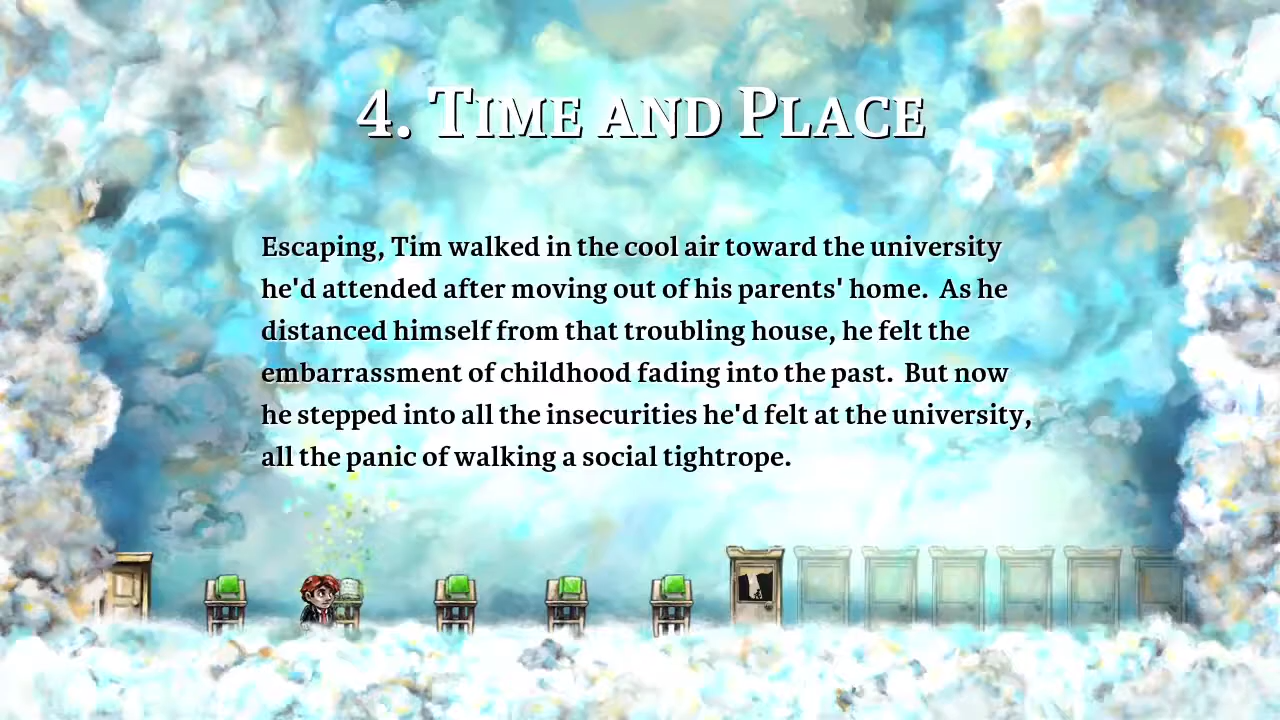 4. Time and Place
Escaping, Tim walked in the cool air toward the university
he'd attended after moving out of his parents' home.  As he
distanced himself from that troubling house, he felt the
embarrassment of childhood fading into the past.  But now
he stepped into all the insecurities he'd felt at the university,
all the panic of walking a social tightrope.